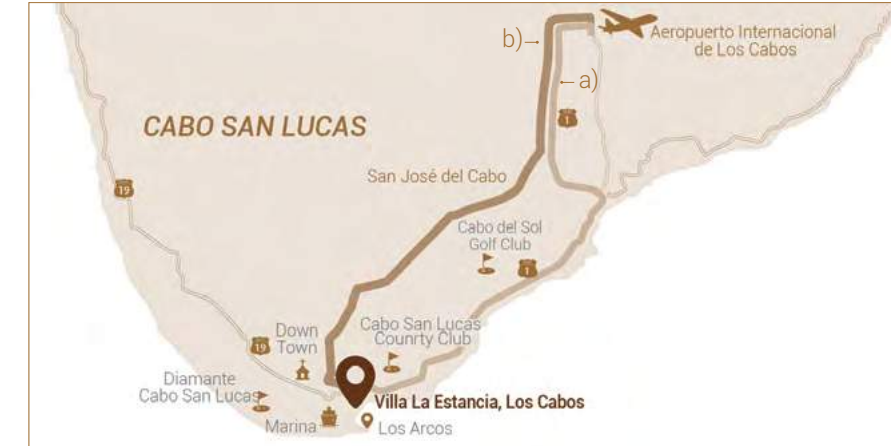 b)
Aeropuerto Internacional
de Los Cabos
a)
1
CABO SAN LUCAS
San José del Cabo
19
Cabo del Sol
Golf Club
1
Cabo San Lucas
Counrty Club
19
Down
Town
Diamante
Cabo San Lucas
Villa La Estancia, Los Cabos
Marina
Los Arcos